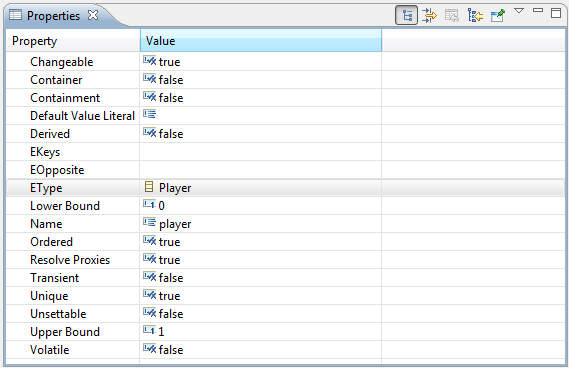 Properties
Property Value
Changeable true
Container false
Containment false
Default Value Literal
Derived false
EKeys
EOpposite
EType Player
Lower Bound 0
Name player
Ordered true
Resolve Proxies true
Transient false
Unique true
Unsettable false
Upper Bound 1
Volatile false